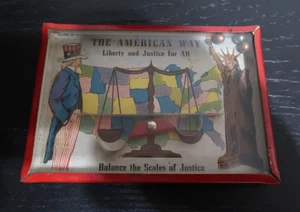 THE AMERICAN WAY
Liberty and Justice for All
Balance the Scales of Justice